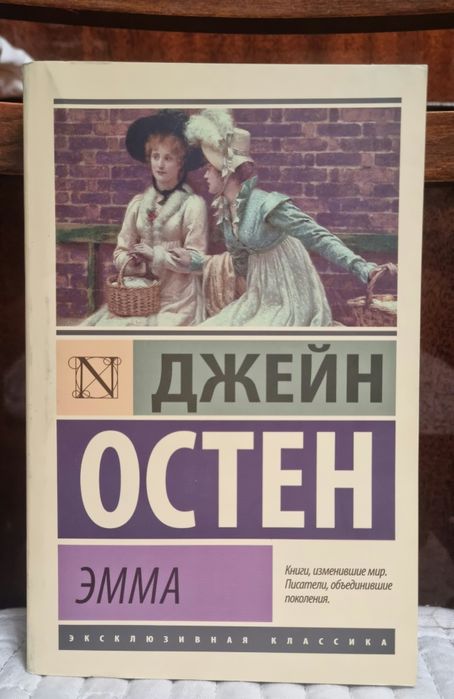 N ДЖЕЙН
ОСТЕН
ЭММА
Книги, изменившие мир.
Писатели, объединившие
поколения.
ЭКСКЛЮЗИВНАЯ КЛАССИКА